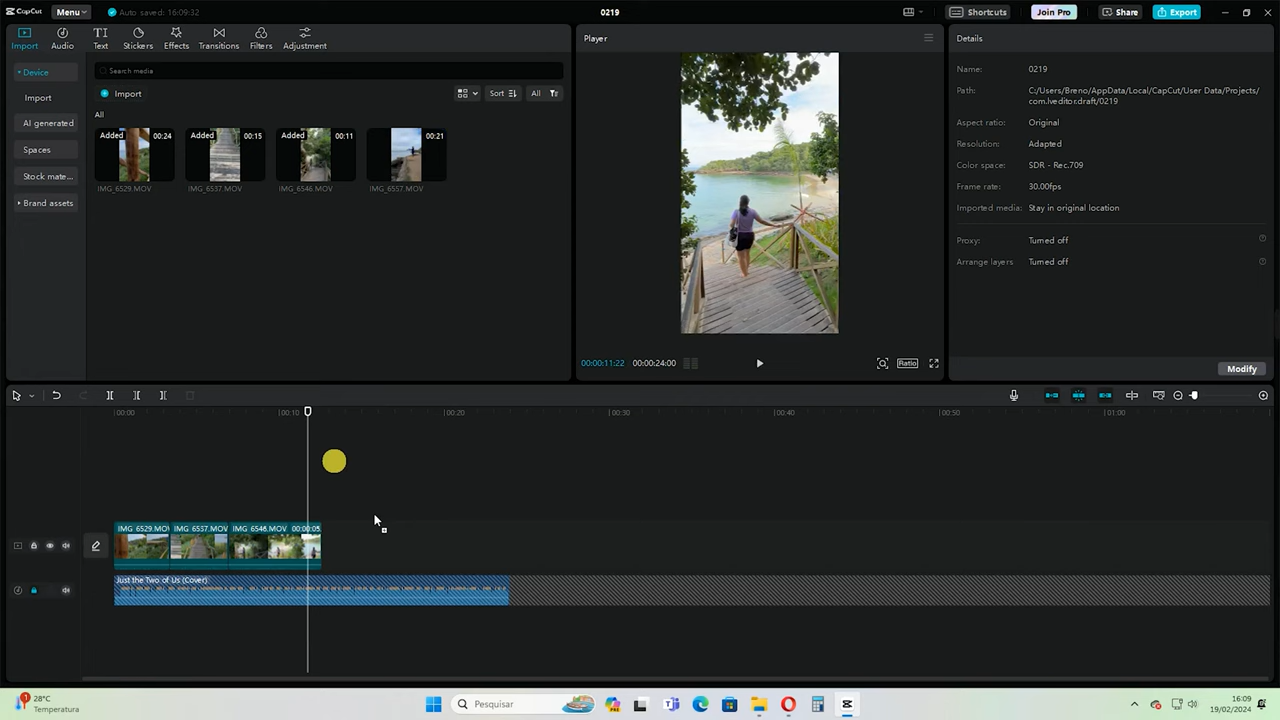 CapCut Menu Auto saved: 16:09:32 0219 Shortcuts Join Pro Share Export
Import Audio Text Stickers Effects Transitions Filters Adjustment
Device
Import
AI generated
Spaces
Stock mate...
Brand assets
Search media
Import Sort All
All
Added 00:24 Added 00:15 Added 00:11 00:21
IMG_6529.MOV IMG_6537.MOV IMG_6546.MOV IMG_6557.MOV
Player
00:00:11:22 00:00:24:00 Ratio
Details
Name: 0219
Path: C:/Users/Breno/AppData/Local/CapCut/User Data/Projects/
com.lveditor.draft/0219
Aspect ratio: Original
Resolution: Adapted
Color space: SDR - Rec.709
Frame rate: 30.00fps
Imported media: Stay in original location
Proxy: Turned off
Arrange layers Turned off
Modify
00:00 00:10 00:20 00:30 00:40 00:50 01:00
IMG_6529.MOV IMG_6537.MOV IMG_6546.MOV 00:00:05
Just the Two of Us (Cover)
1 28°C
Temperatura
Pesquisar
16:09
19/02/2024